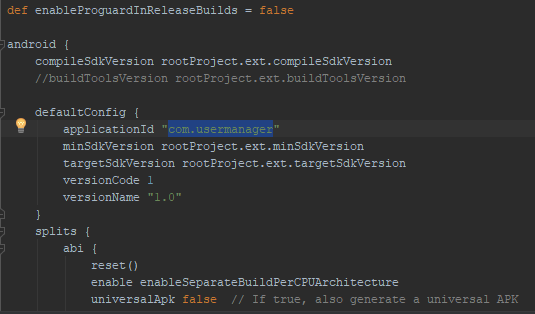 def enableProguardInReleaseBuilds = false
android {
compileSdkVersion rootProject.ext.compileSdkVersion
//buildToolsVersion rootProject.ext.buildToolsVersion
defaultConfig {
applicationId "com.usermanager"
minSdkVersion rootProject.ext.minSdkVersion
targetSdkVersion rootProject.ext.targetSdkVersion
versionCode 1
versionName "1.0"
}
splits {
abi {
reset()
enable enableSeparateBuildPerCPUArchitecture
universalApk false  // If true, also generate a universal APK